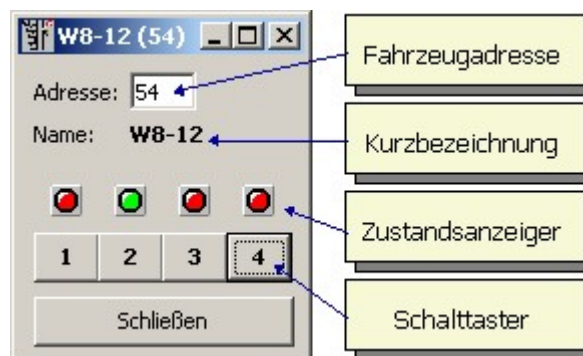 W8-12 (54)
Adresse: 54
Name: W8-12
1 2 3 4
Schließen
Fahrzeugadresse
Kurzbezeichnung
Zustandsanzeiger
Schalttaster